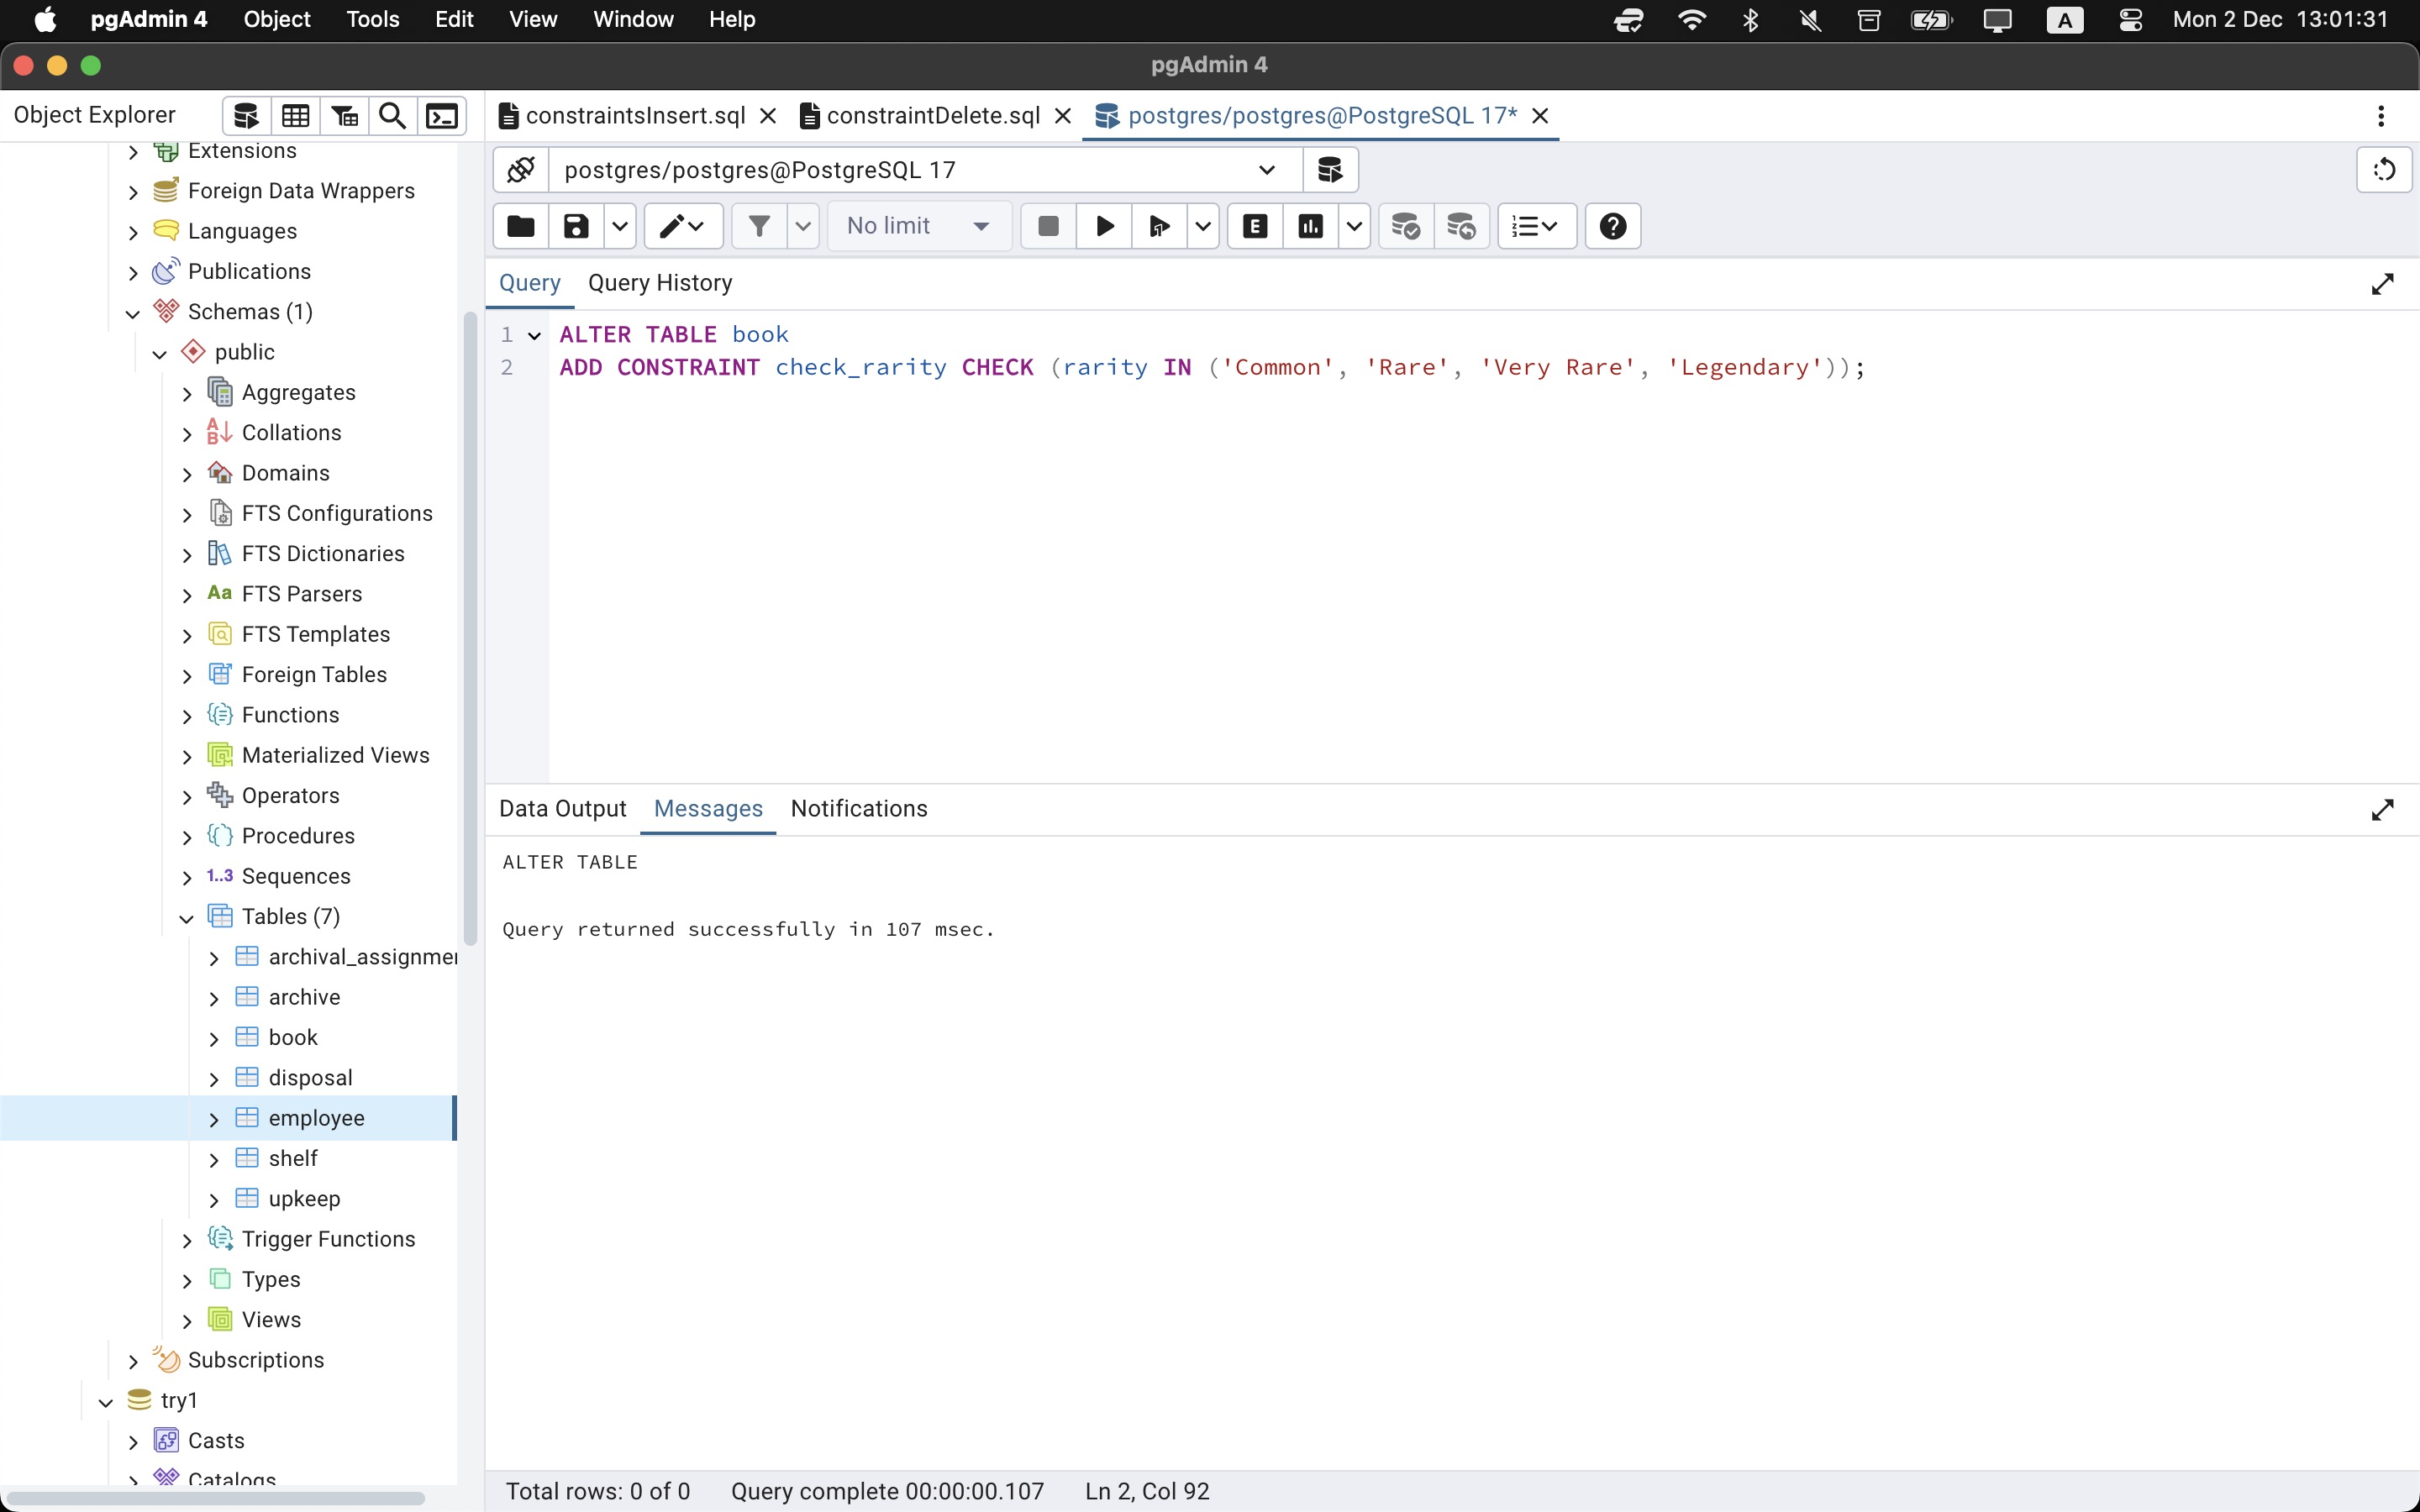 pgAdmin 4 Object Tools Edit View Window Help A Mon 2 Dec 13:01:31
pgAdmin 4
Object Explorer
constraintsInsert.sql constraintDelete.sql postgres/postgres@PostgreSQL 17*
Extensions
Foreign Data Wrappers
Languages
Publications
Schemas (1)
public
Aggregates
Collations
Domains
FTS Configurations
FTS Dictionaries
Aa FTS Parsers
FTS Templates
Foreign Tables
Functions
Materialized Views
Operators
Procedures
1..3 Sequences
Tables (7)
archival_assignmen
archive
book
disposal
employee
shelf
upkeep
Trigger Functions
Types
Views
Subscriptions
try1
Casts
Catalogs
postgres/postgres@PostgreSQL 17
No limit E
Query Query History
1 ALTER TABLE book
2 ADD CONSTRAINT check_rarity CHECK (rarity IN ('Common', 'Rare', 'Very Rare', 'Legendary'));
Data Output Messages Notifications
ALTER TABLE
Query returned successfully in 107 msec.
Total rows: 0 of 0 Query complete 00:00:00.107 Ln 2, Col 92